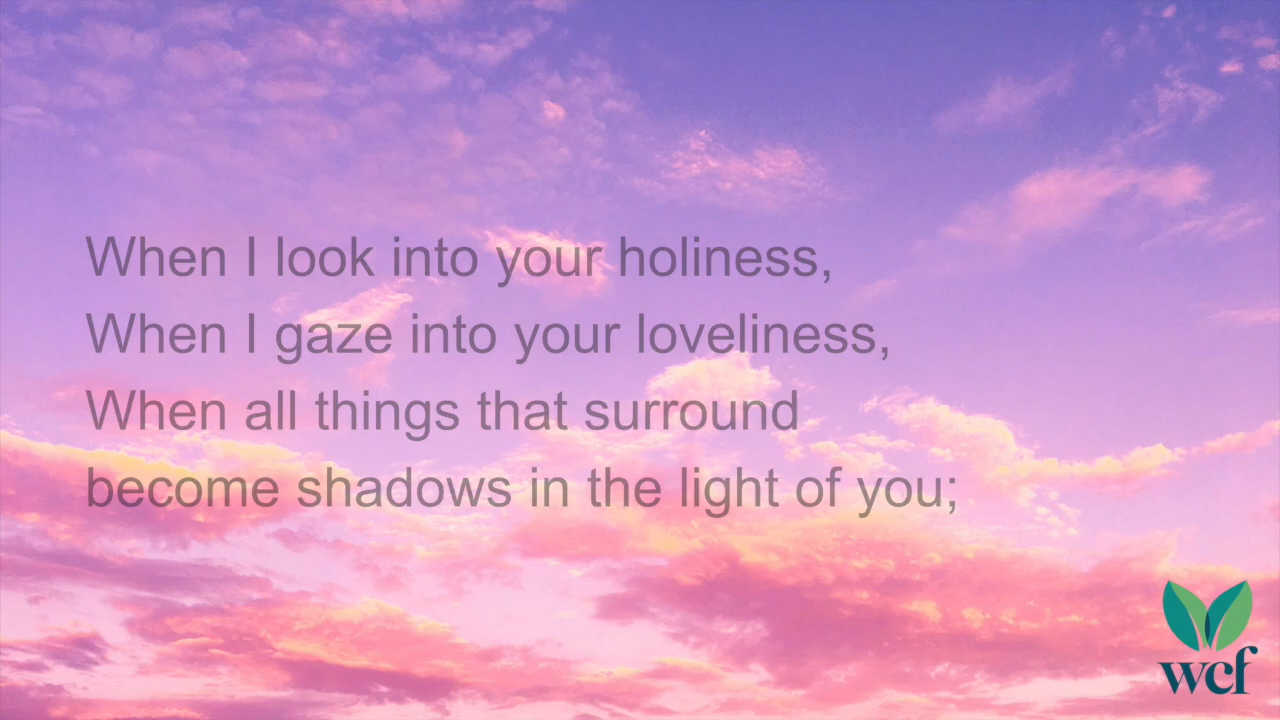 When I look into your holiness,
When I gaze into your loveliness,
When all things that surround
become shadows in the light of you;
wcf